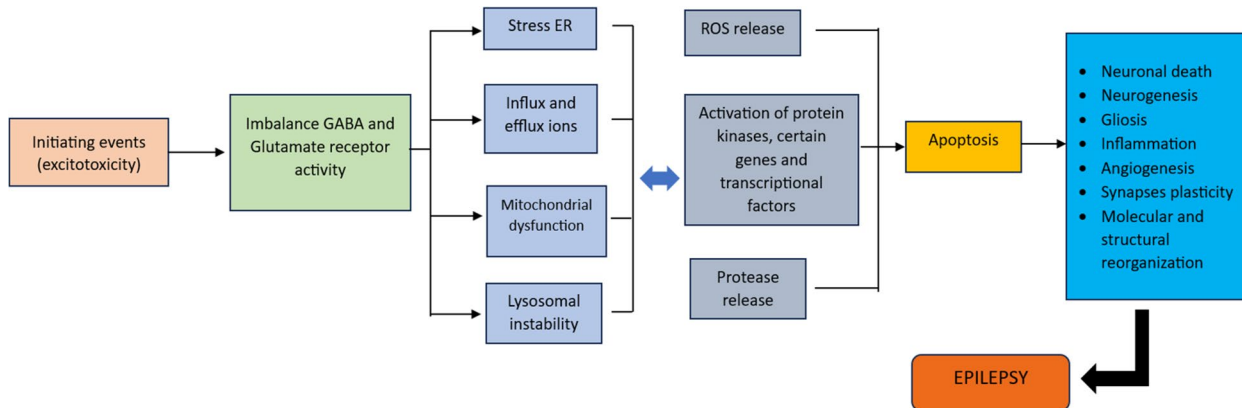 Initiating events
(excitotoxicity)
Imbalance GABA and
Glutamate receptor
activity
Stress ER
Influx and
efflux ions
Mitochondrial
dysfunction
Lysosomal
instability
ROS release
Activation of protein
kinases, certain
genes and
transcriptional
factors
Protease
release
Apoptosis
• Neuronal death
• Neurogenesis
• Gliosis
• Inflammation
• Angiogenesis
• Synapses plasticity
• Molecular and
structural
reorganization
EPILEPSY